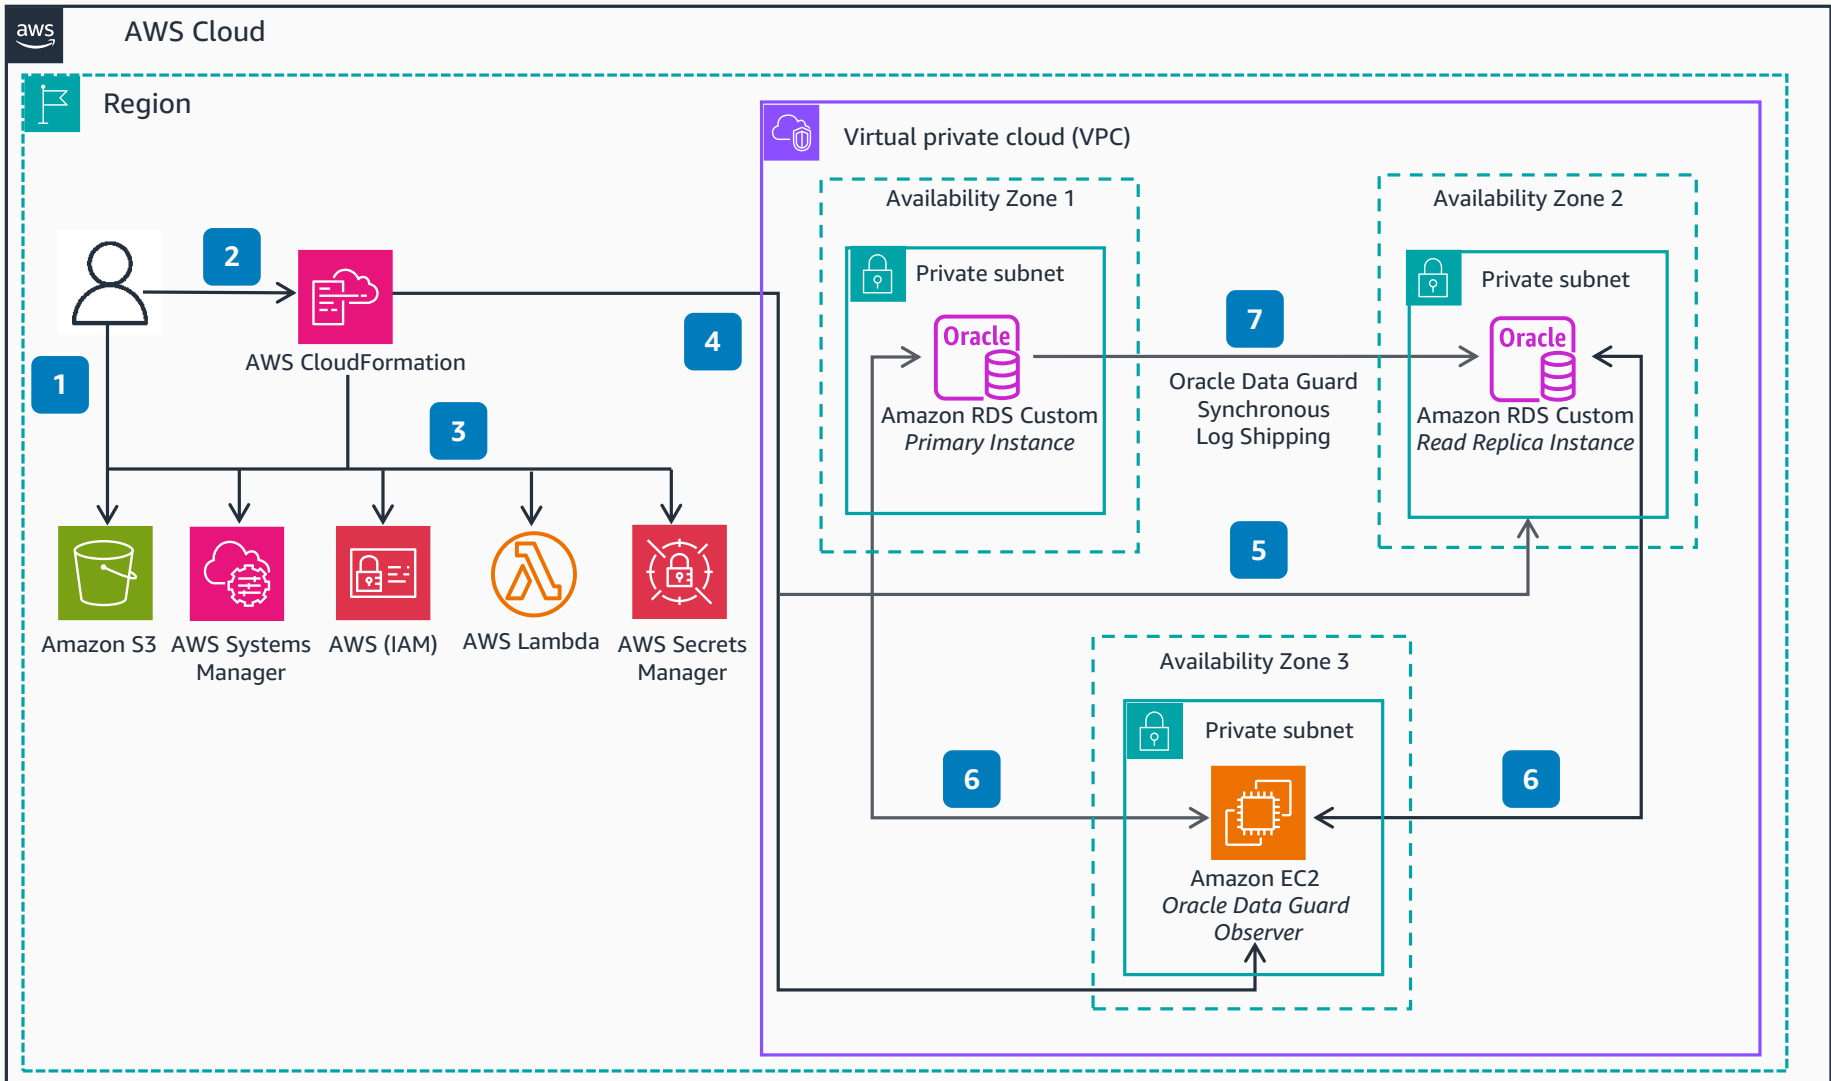 aws
AWS Cloud
Region
Virtual private cloud (VPC)
Availability Zone 1
Availability Zone 2
2
Private subnet
Private subnet
7
4
Oracle
Oracle
AWS CloudFormation
1
Oracle Data Guard
Synchronous
Log Shipping
Amazon RDS Custom
Primary Instance
Amazon RDS Custom
Read Replica Instance
3
5
Amazon S3
AWS Systems
Manager
AWS (IAM)
AWS Lambda
AWS Secrets
Manager
Availability Zone 3
Private subnet
6
6
Amazon EC2
Oracle Data Guard
Observer